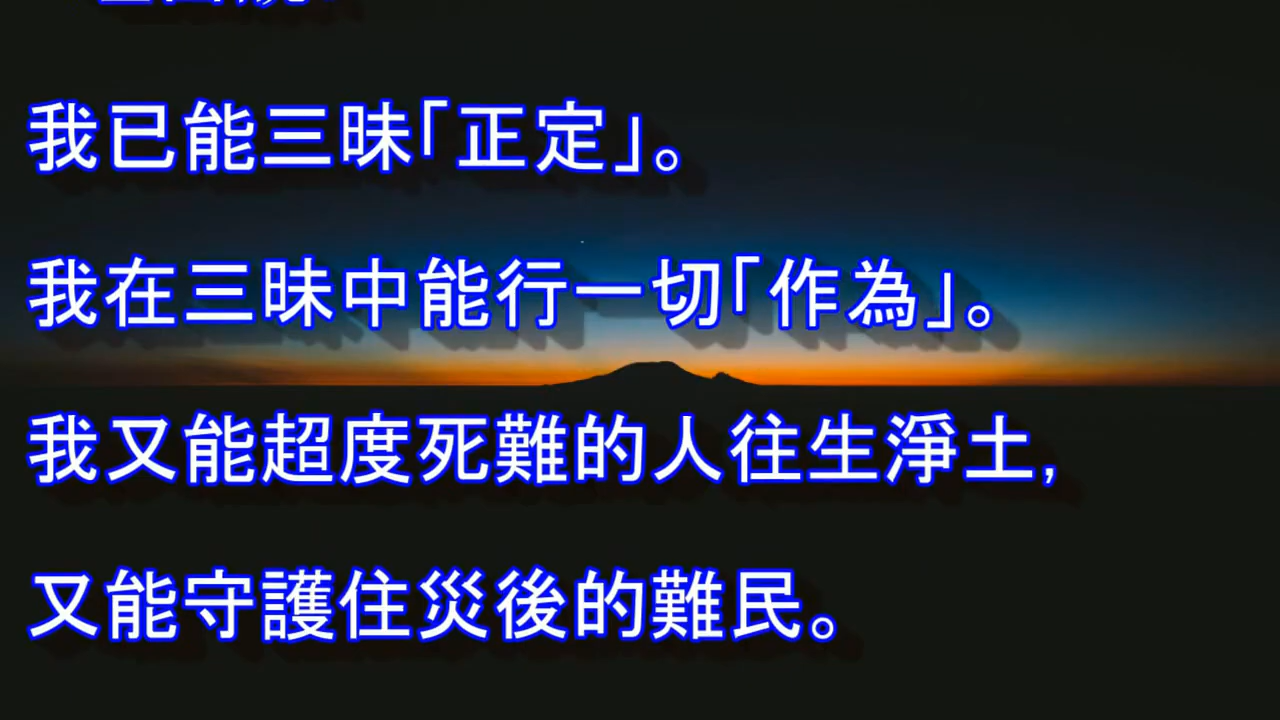 我已能三昧「正定」。
我在三昧中能行一切「作為」。
我又能超度死難的人往生淨土,
又能守護住災後的難民。